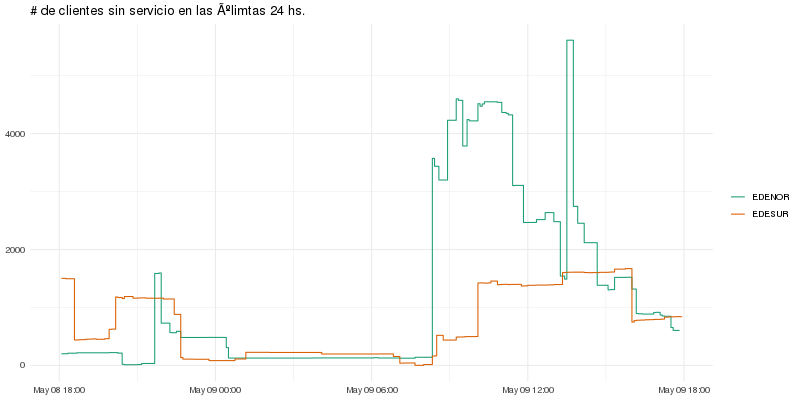 # de clientes sin servicio en las Ãºlimtas 24 hs.
4000
2000
0
May 08 18:00
May 09 00:00
May 09 06:00
May 09 12:00
May 09 18:00
EDENOR
EDESUR